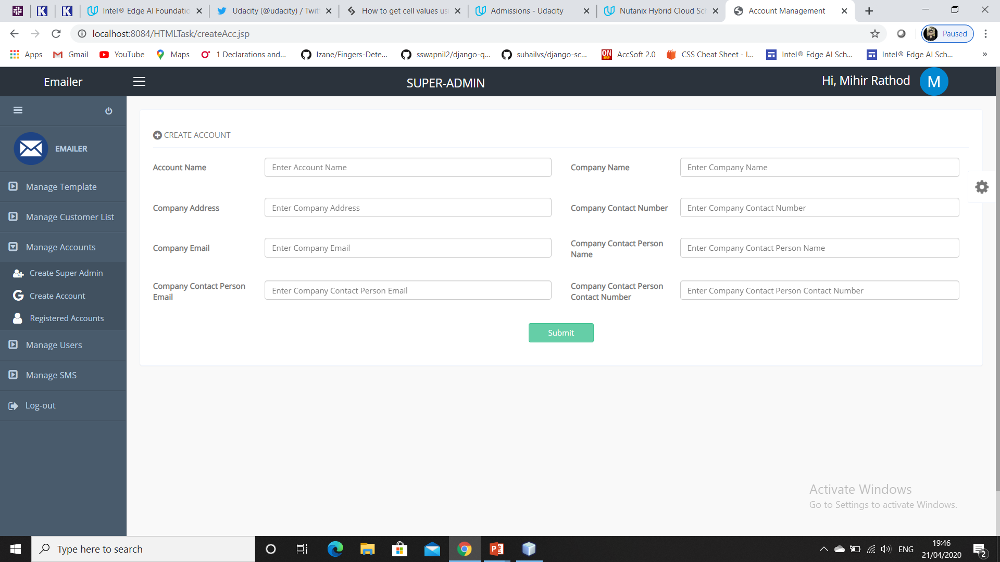 Intel® Edge AI Foundatio
Udacity (@udacity) / Twit
How to get cell values usi
Admissions - Udacity
Nutanix Hybrid Cloud Sch
Account Management
localhost:8084/HTMLTask/createAcc.jsp
Paused
Apps
Gmail
YouTube
Maps
1 Declarations and...
Izane/Fingers-Dete...
sswapnil2/django-q...
suhailvs/django-sc...
AccSoft 2.0
CSS Cheat Sheet - I...
Intel® Edge AI Sch...
Intel® Edge AI Sch...
»
Emailer
SUPER-ADMIN
Hi, Mihir Rathod
M
EMAILER
Manage Template
Manage Customer List
Manage Accounts
Create Super Admin
Create Account
Registered Accounts
Manage Users
Manage SMS
Log-out
CREATE ACCOUNT
Account Name
Enter Account Name
Company Name
Enter Company Name
Company Address
Enter Company Address
Company Contact Number
Enter Company Contact Number
Company Email
Enter Company Email
Company Contact Person
Name
Enter Company Contact Person Name
Company Contact Person
Email
Enter Company Contact Person Email
Company Contact Person
Contact Number
Enter Company Contact Person Contact Number
Submit
Activate Windows
Go to Settings to activate Windows.
Type here to search
ENG
19:46
21/04/2020
2